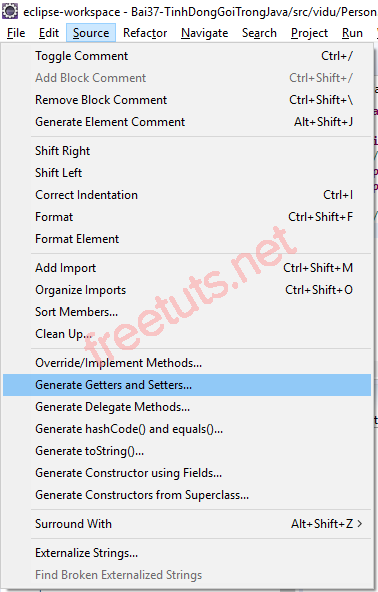 eclipse-workspace - Bai37-TinhDongGoiTrongJava/src/vidu/Person
File Edit Source Refactor Navigate Search Project Run
Toggle Comment Ctrl+/
Add Block Comment Ctrl+Shift+/
Remove Block Comment Ctrl+Shift+\
Generate Element Comment Alt+Shift+J
Shift Right
Shift Left
Correct Indentation Ctrl+I
Format Ctrl+Shift+F
Format Element
Add Import Ctrl+Shift+M
Organize Imports Ctrl+Shift+O
Sort Members...
Clean Up...
Override/Implement Methods...
Generate Getters and Setters...
Generate Delegate Methods...
Generate hashCode() and equals()...
Generate toString()...
Generate Constructor using Fields...
Generate Constructors from Superclass...
Surround With Alt+Shift+Z >
Externalize Strings...
Find Broken Externalized Strings
freetuts.net